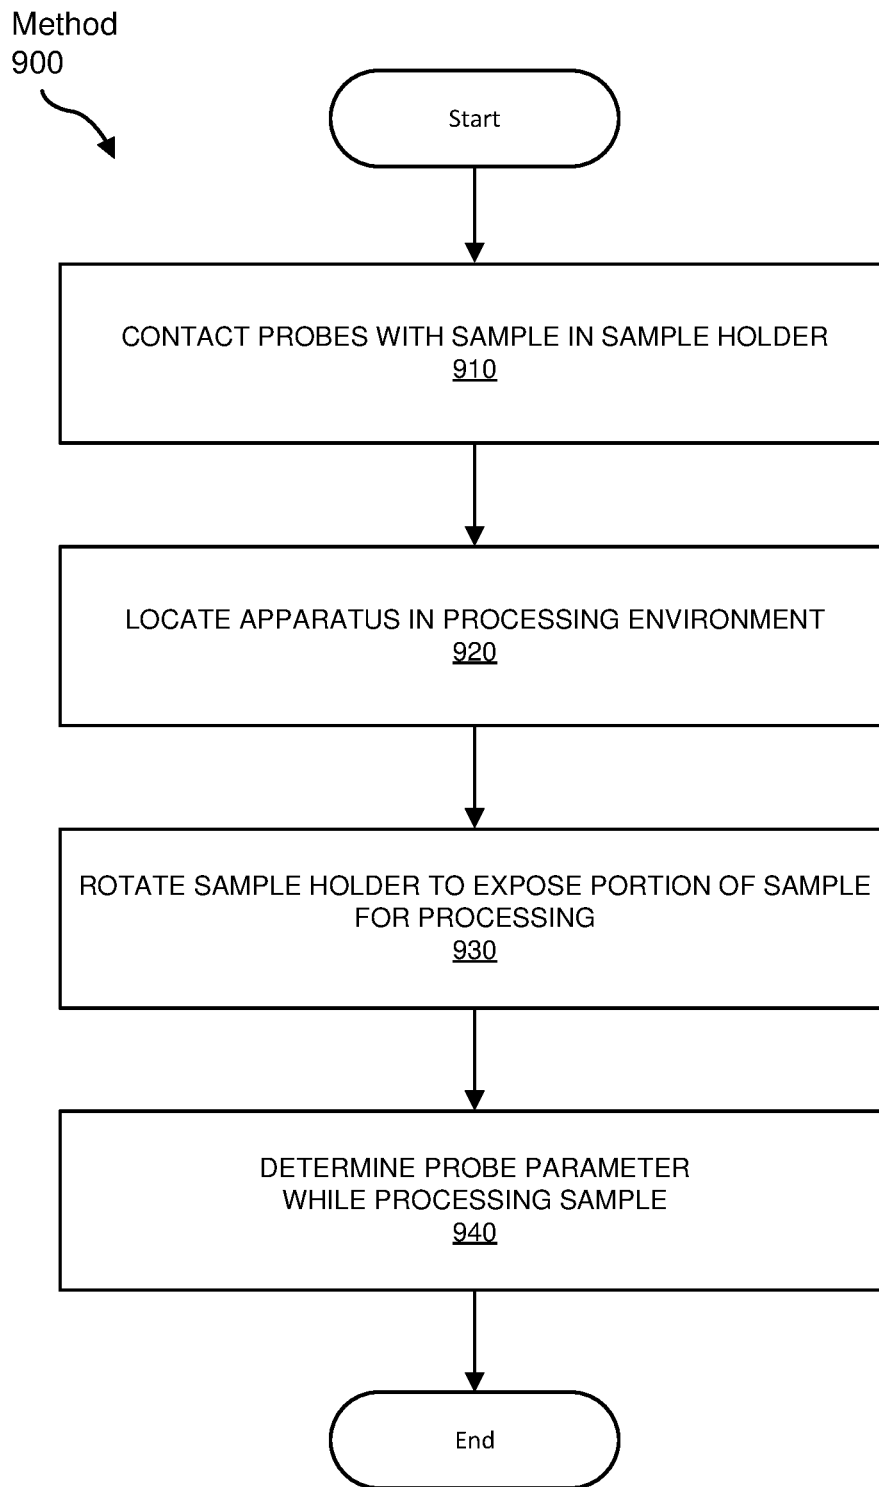 Method
900
Start
CONTACT PROBES WITH SAMPLE IN SAMPLE HOLDER
910
LOCATE APPARATUS IN PROCESSING ENVIRONMENT
920
ROTATE SAMPLE HOLDER TO EXPOSE PORTION OF SAMPLE
FOR PROCESSING
930
DETERMINE PROBE PARAMETER
WHILE PROCESSING SAMPLE
940
End